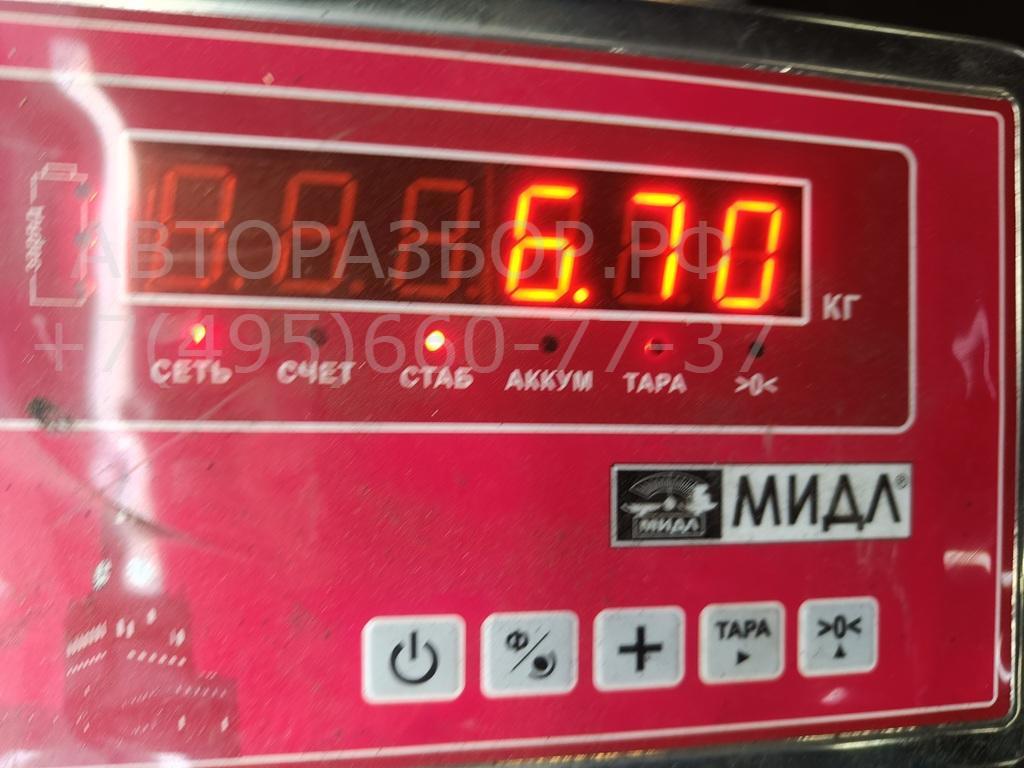 6.70
КГ
АВТОРАЗБОР.РФ
+7(495)660-77-37
СЕТЬ СЧЕТ СТАБ АККУМ ТАРА >0<
МИДЛ МИДЛ®
Ф/ + ТАРА >0<